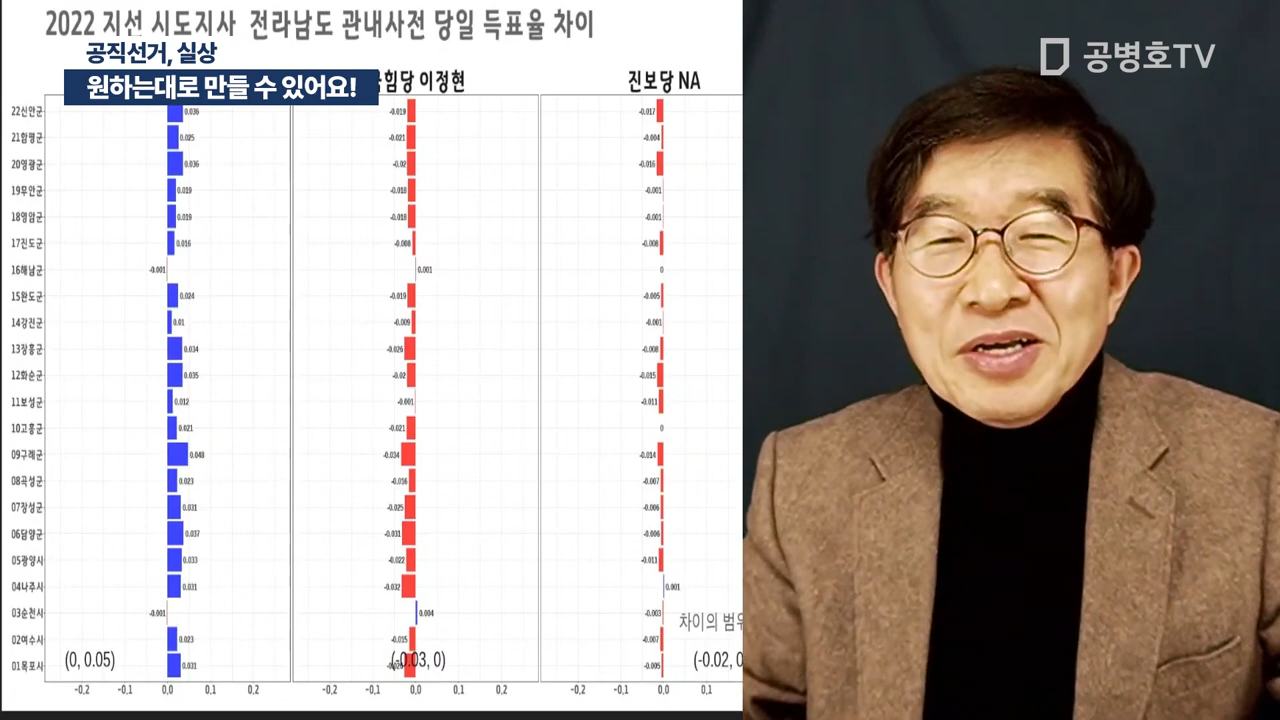 2022 지선 시도지사 전라남도 관내사전 당일 득표율 차이
공직선거, 실상
원하는대로 만들 수 있어요!
공병호TV
힘당 이정현
진보당 NA
22신안군 0.036 -0.019 -0.017
21함평군 0.025 -0.021 -0.004
20영광군 0.036 -0.02 -0.016
19무안군 0.019 -0.018 -0.001
18영암군 0.019 -0.018 -0.001
17진도군 0.016 -0.008 -0.008
16해남군 -0.001 0.001 0
15완도군 0.024 -0.019 -0.005
14강진군 0.01 -0.009 -0.001
13장흥군 0.034 -0.026 -0.008
12화순군 0.035 -0.02 -0.015
11보성군 0.012 -0.001 -0.011
10고흥군 0.021 -0.021 0
09구례군 0.048 -0.034 -0.014
08곡성군 0.023 -0.016 -0.007
07장성군 0.031 -0.025 -0.006
06담양군 0.037 -0.031 -0.006
05광양시 0.033 -0.022 -0.011
04나주시 0.031 -0.032 0.001
03순천시 -0.001 0.004 -0.003
차이의 범위
02여수시 0.023 -0.015 -0.007
(0, 0.05) (-0.03, 0) (-0.02, 0
01목포시 0.031 -0.005
-0.2 -0.1 0.0 0.1 0.2 -0.2 -0.1 0.0 0.1 0.2 -0.2 -0.1 0.0 0.1